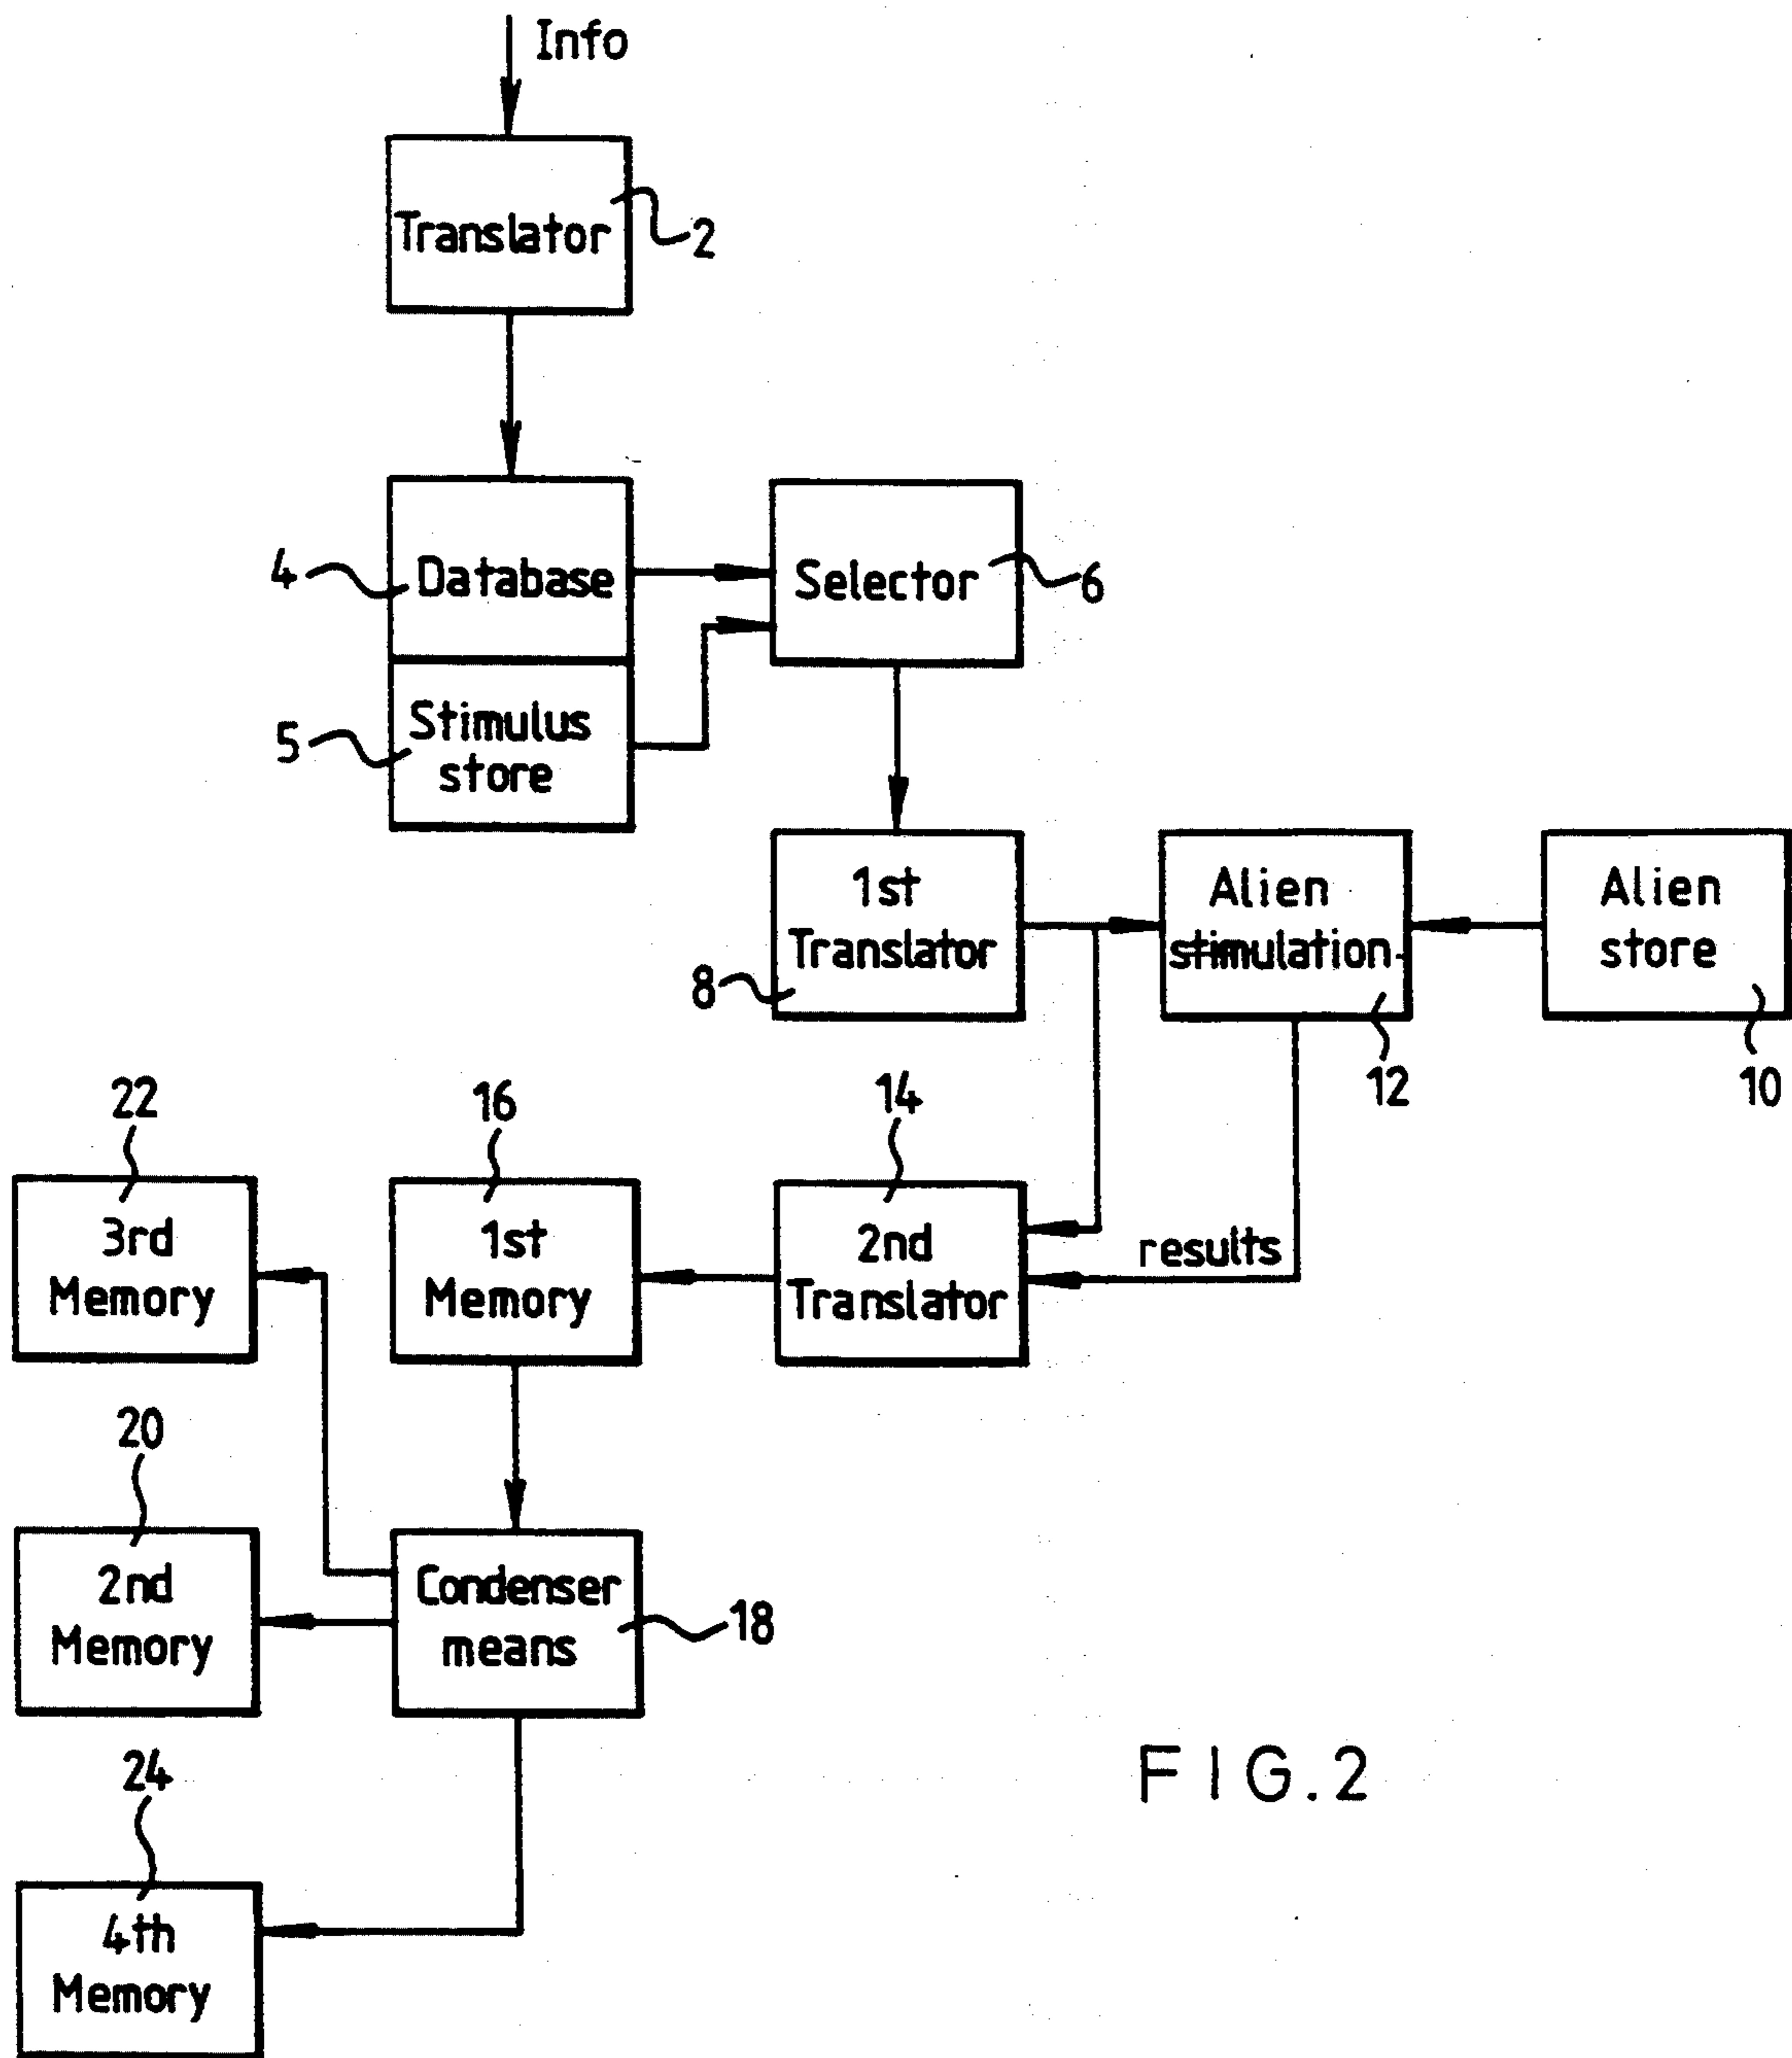 Info
Translator
2
4
Database
Selector
6
5
Stimulus
store
1st
Translator
8
Alien
stimulation
12
Alien
store
10
22
3rd
Memory
16
1st
Memory
14
2nd
Translator
results
20
2nd
Memory
Condenser
means
18
24
4th
Memory
FIG.2